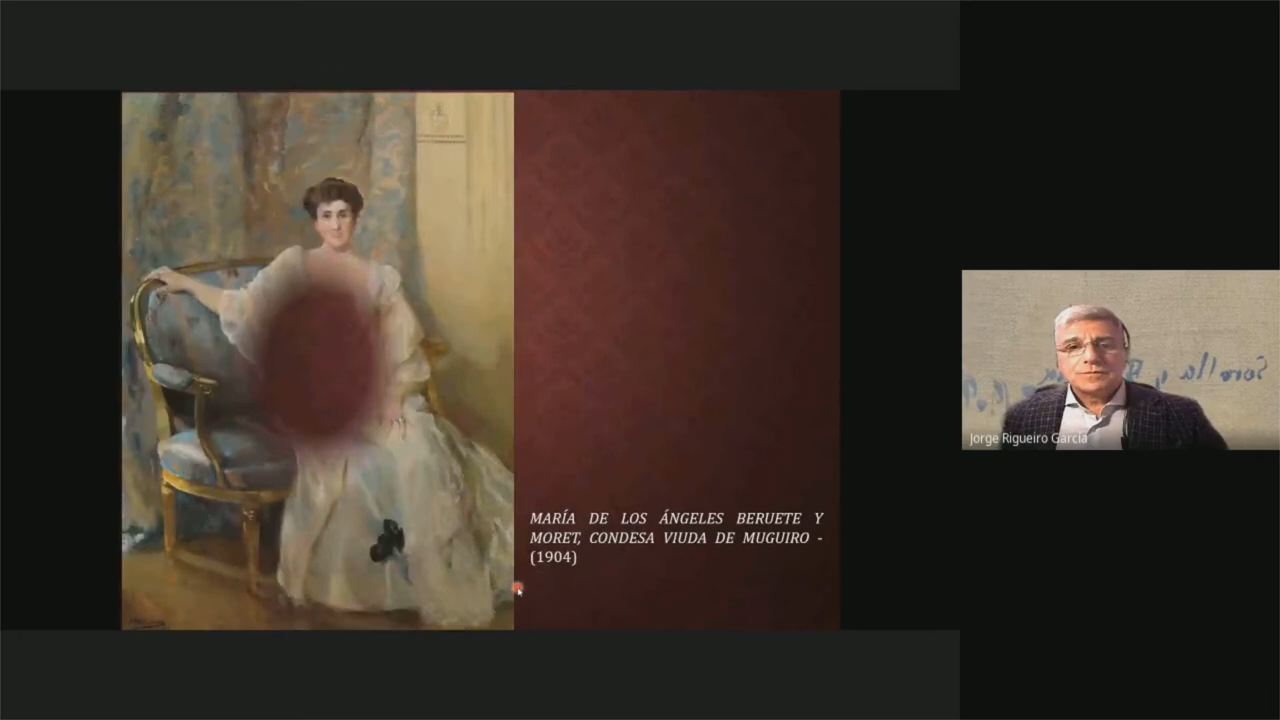 MARÍA DE LOS ÁNGELES BERUETE Y
MORET, CONDESA VIUDA DE MUGUIRO -
(1904)
Jorge Rigueiro García